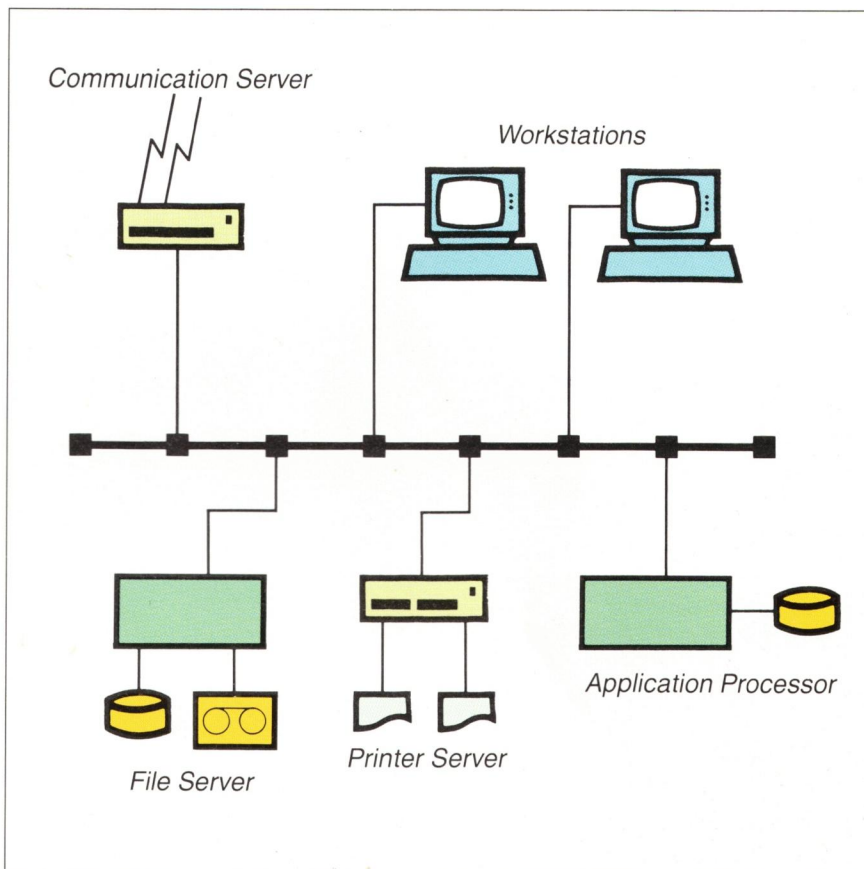 Communication Server
Workstations
Application Processor
Printer Server
File Server